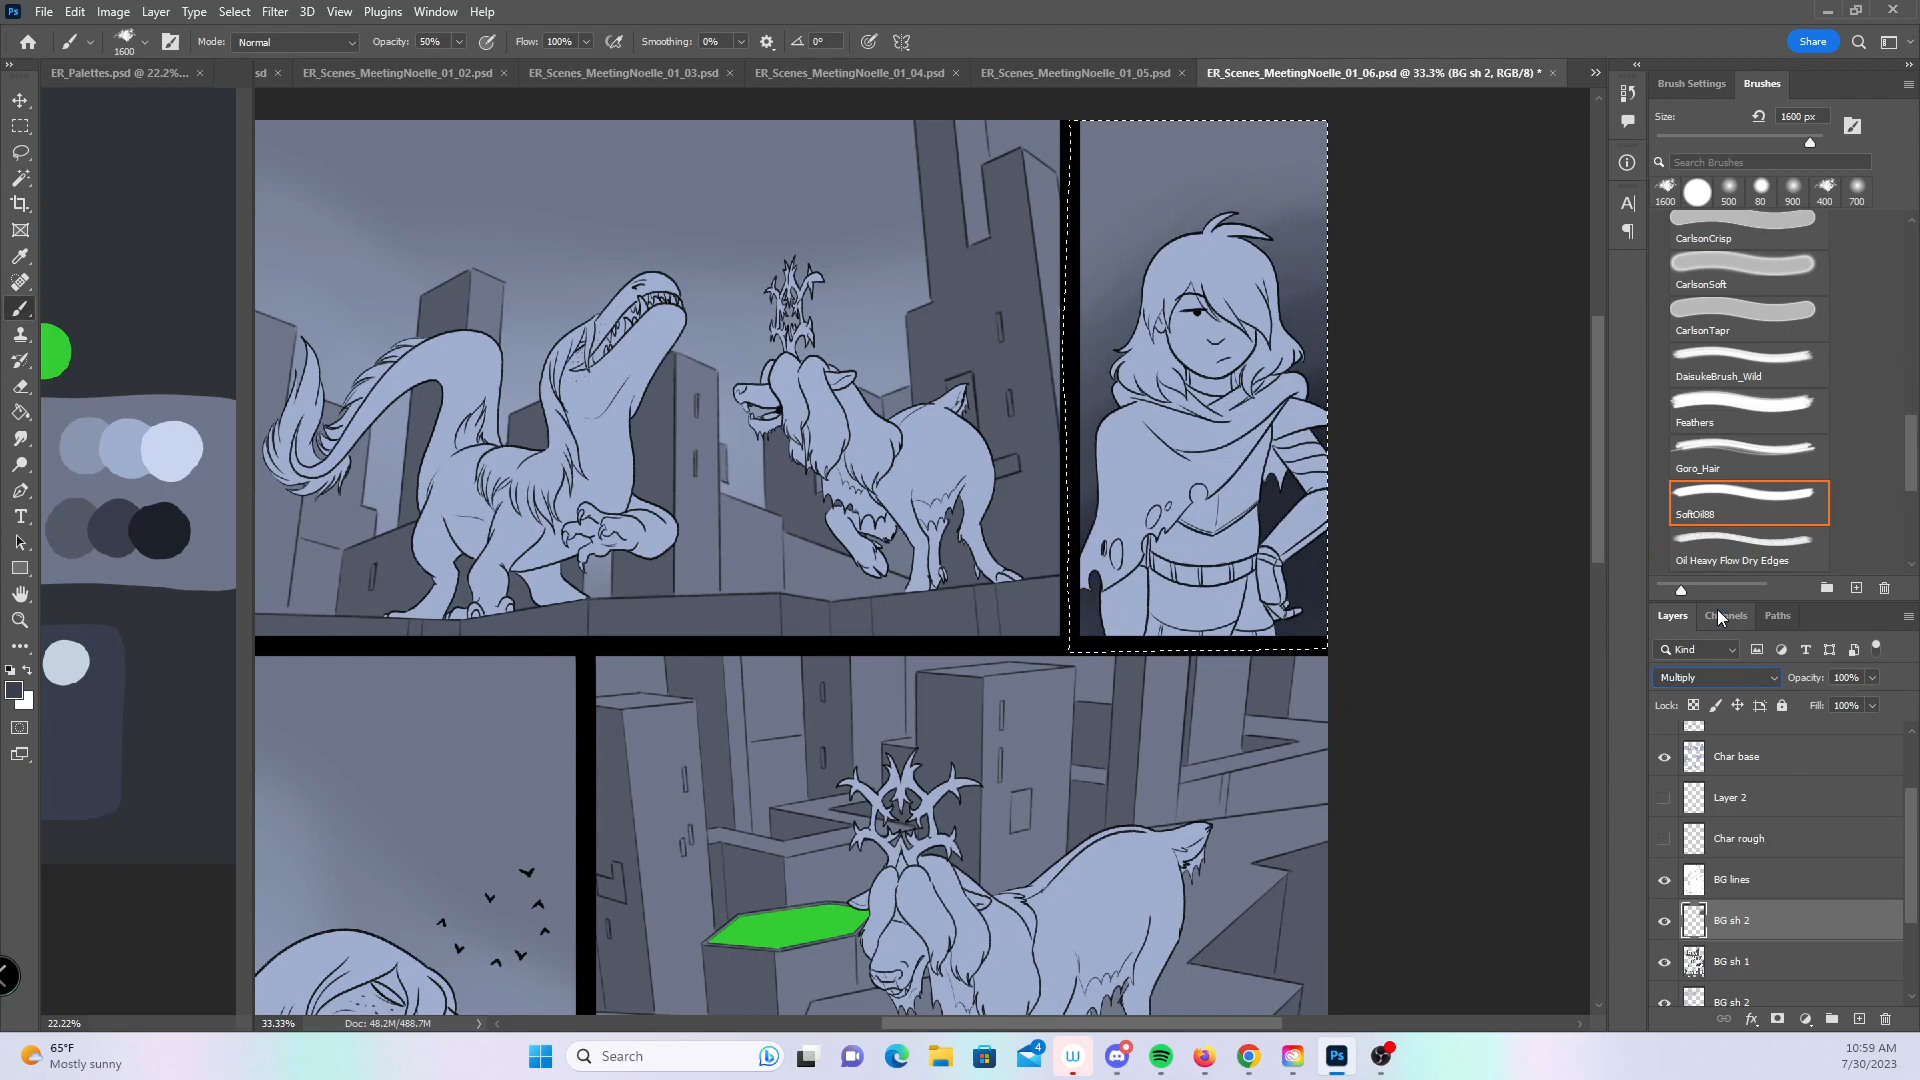 Ps File Edit Image Layer Type Select Filter 3D View Plugins Window Help
1600 Mode: Normal Opacity: 50% Flow: 100% Smoothing: 0% 0° Share
ER_Palettes.psd @ 22.2%... × sd × ER_Scenes_MeetingNoelle_01_02.psd × ER_Scenes_MeetingNoelle_01_03.psd × ER_Scenes_MeetingNoelle_01_04.psd × ER_Scenes_MeetingNoelle_01_05.psd × ER_Scenes_MeetingNoelle_01_06.psd @ 33.3% (BG sh 2, RGB/8) * ×
Brush Settings Brushes
Size: 1600 px
Search Brushes
1600 500 80 900 400 700
CarlsonCrisp
CarlsonSoft
CarlsonTapr
DaisukeBrush_Wild
Feathers
Goro_Hair
SoftOil88
Oil Heavy Flow Dry Edges
Layers Channels Paths
Kind
Multiply Opacity: 100%
Lock: Fill: 100%
Char base
Layer 2
Char rough
BG lines
BG sh 2
BG sh 1
BG sh 2
22.22% 33.33% Doc: 48.2M/488.7M
65°F
Mostly sunny
Search
4
Ps
10:59 AM
7/30/2023